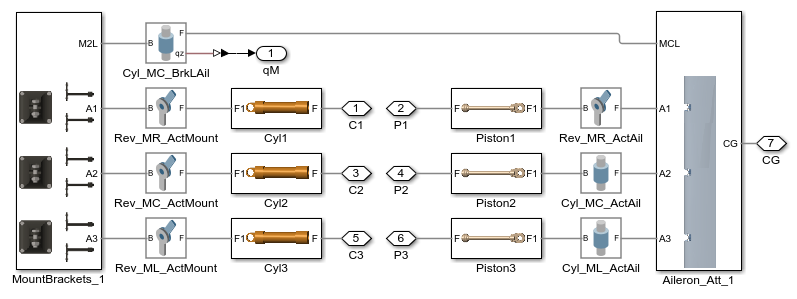 M2L B F qz 1 MCL
Cyl_MC_BrkLAil qM
A1 B F F1 F 1 2 F F1 B F A1
Rev_MR_ActMount Cyl1 C1 P1 Piston1 Rev_MR_ActAil
CG 7
CG
A2 B F F1 F 3 4 F F1 B F A2
Rev_MC_ActMount Cyl2 C2 P2 Piston2 Cyl_MC_ActAil
A3 B F F1 F 5 6 F F1 B F A3
Rev_ML_ActMount Cyl3 C3 P3 Piston3 Cyl_ML_ActAil
MountBrackets_1 Aileron_Att_1